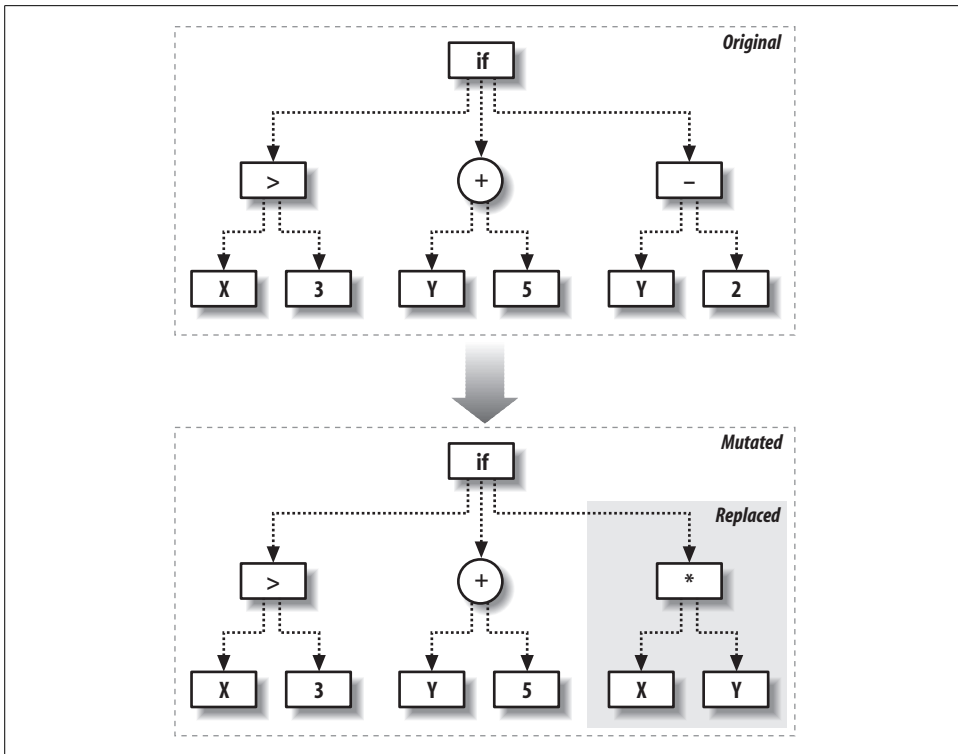 Original
if
> + –
X 3 Y 5 Y 2
Mutated
if
Replaced
> + *
X 3 Y 5 X Y